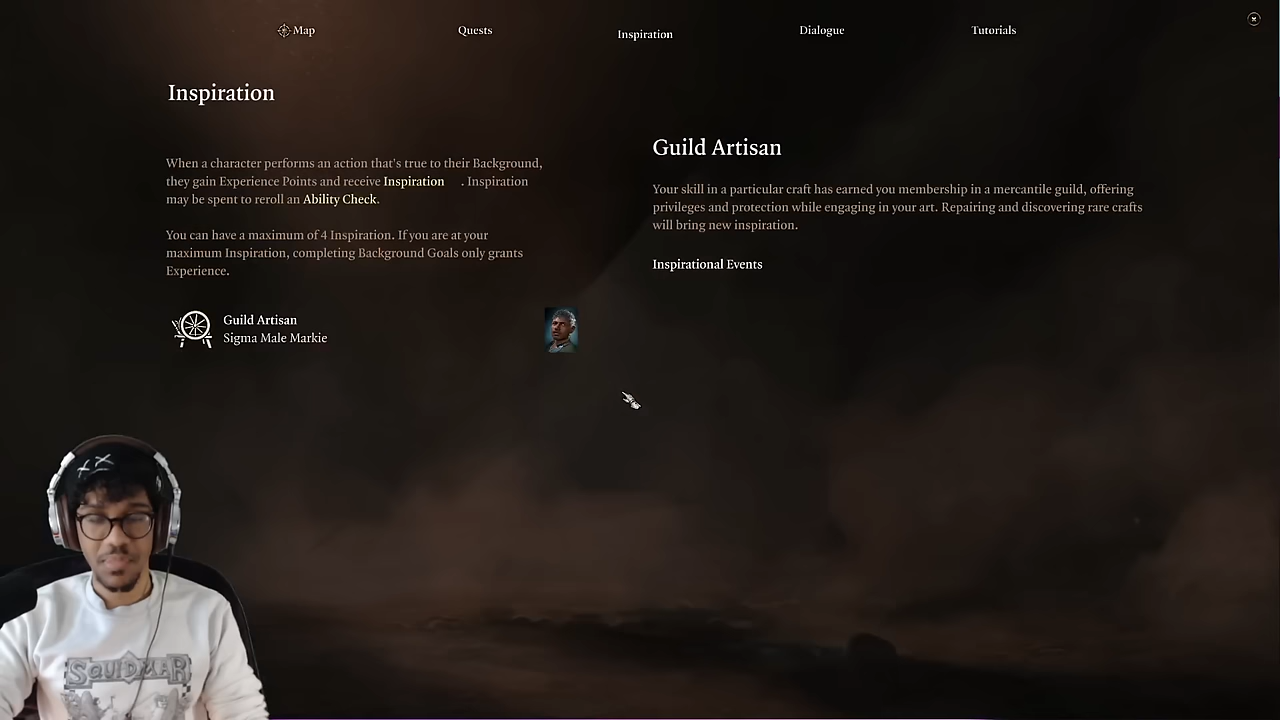 Map
Quests
Inspiration
Dialogue
Tutorials
Inspiration
When a character performs an action that's true to their Background,
they gain Experience Points and receive Inspiration . Inspiration
may be spent to reroll an Ability Check.
You can have a maximum of 4 Inspiration. If you are at your
maximum Inspiration, completing Background Goals only grants
Experience.
Guild Artisan
Sigma Male Markie
Guild Artisan
Your skill in a particular craft has earned you membership in a mercantile guild, offering
privileges and protection while engaging in your art. Repairing and discovering rare crafts
will bring new inspiration.
Inspirational Events
SQUIDMAR